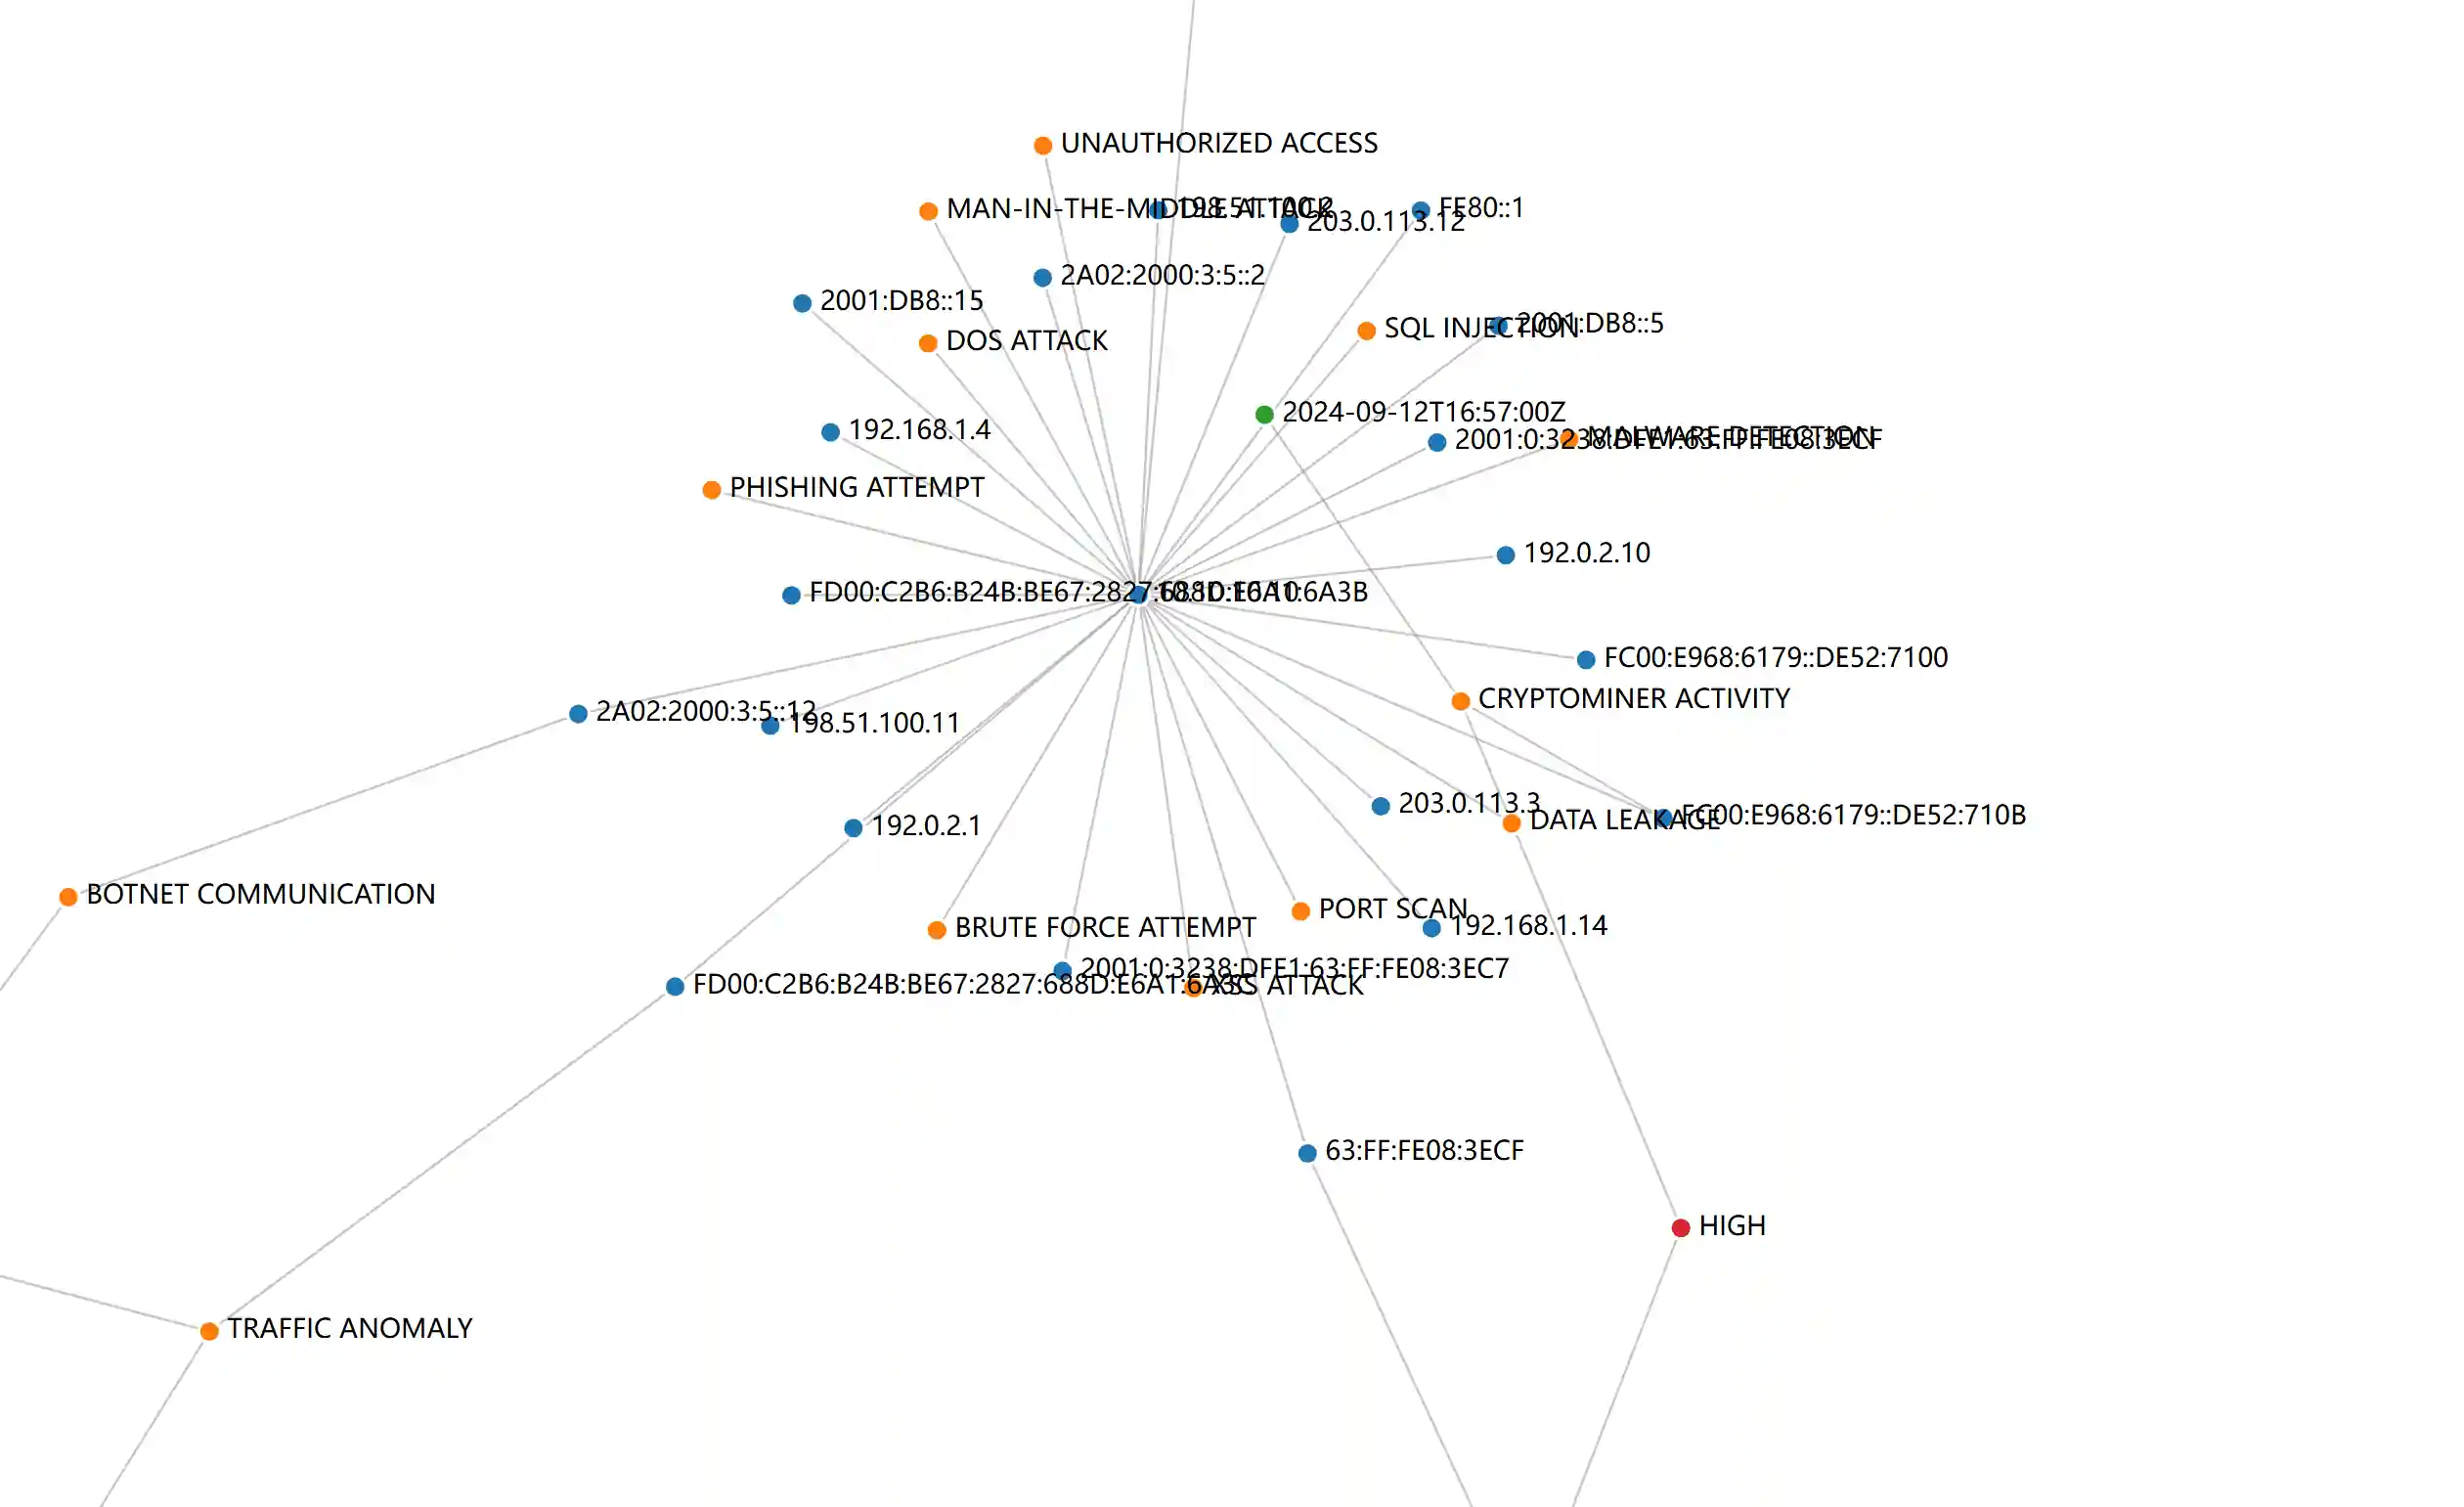 UNAUTHORIZED ACCESS
MAN-IN-THE-MIDDLE ATTACK
198.51.100.2
FE80::1
203.0.113.12
2A02:2000:3:5::2
2001:DB8::15
SQL INJECTION
2001:DB8::5
DOS ATTACK
2024-09-12T16:57:00Z
192.168.1.4
2001:0:3238:DFE1:63:FF:FE08:3ECF
MALWARE DETECTION
PHISHING ATTEMPT
192.0.2.10
FD00:C2B6:B24B:BE67:2827:688D:E6A1:6A3B
FC00:E968:6179::DE52:7100
CRYPTOMINER ACTIVITY
2A02:2000:3:5::12
198.51.100.11
203.0.113.3
DATA LEAKAGE
FC00:E968:6179::DE52:710B
192.0.2.1
BOTNET COMMUNICATION
PORT SCAN
BRUTE FORCE ATTEMPT
192.168.1.14
2001:0:3238:DFE1:63:FF:FE08:3EC7
FD00:C2B6:B24B:BE67:2827:688D:E6A1:6A3C
XSS ATTACK
63:FF:FE08:3ECF
HIGH
TRAFFIC ANOMALY